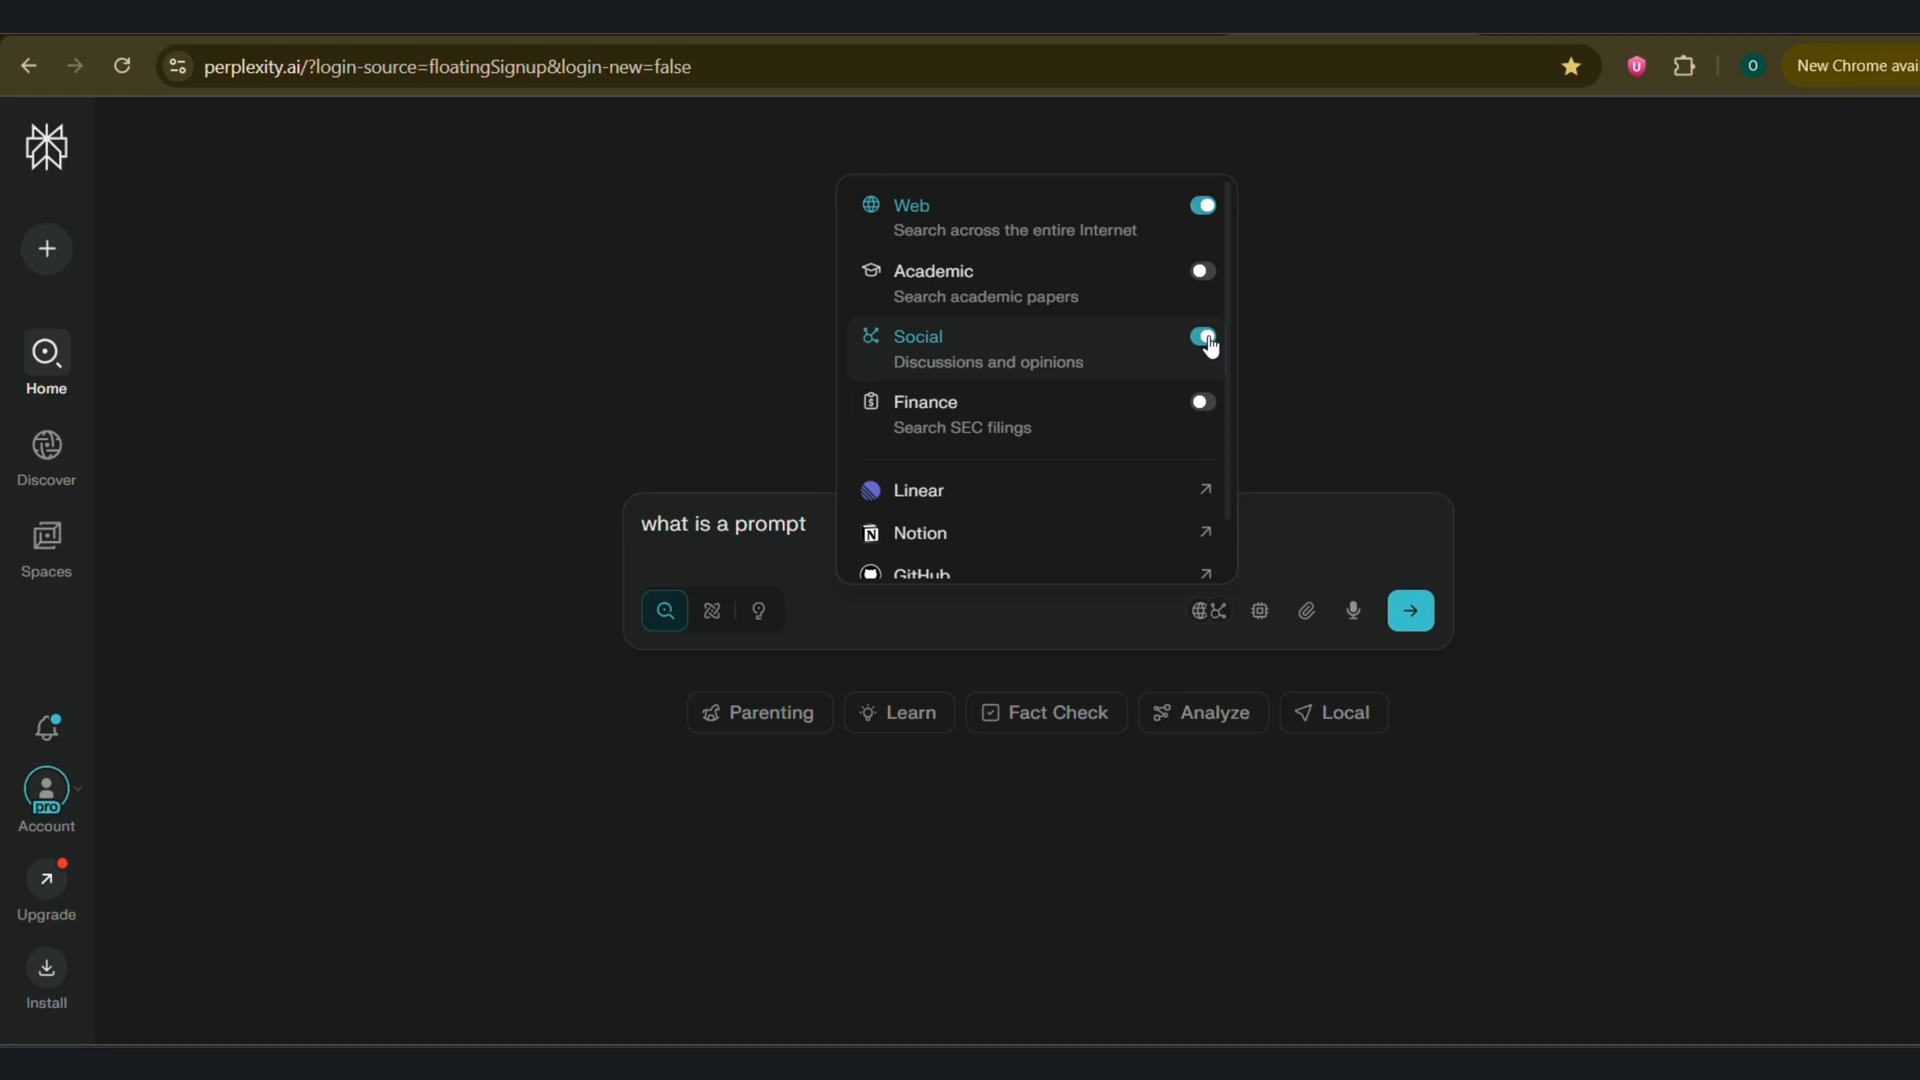 perplexity.ai/?login-source=floatingSignup&login-new=false
U
O
New Chrome avai
Web
Search across the entire Internet
Academic
Search academic papers
Social
Discussions and opinions
Finance
Search SEC filings
Linear
Notion
GitHub
what is a prompt
Parenting
Learn
Fact Check
Analyze
Local
Home
Discover
Spaces
pro
Account
Upgrade
Install